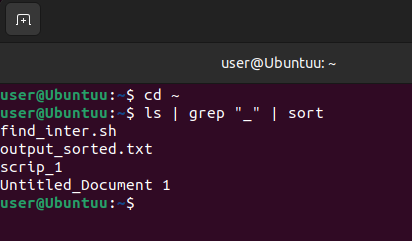 user@Ubuntuu: ~
user@Ubuntuu:~$ cd ~
user@Ubuntuu:~$ ls | grep "_" | sort
find_inter.sh
output_sorted.txt
scrip_1
Untitled_Document 1
user@Ubuntuu:~$